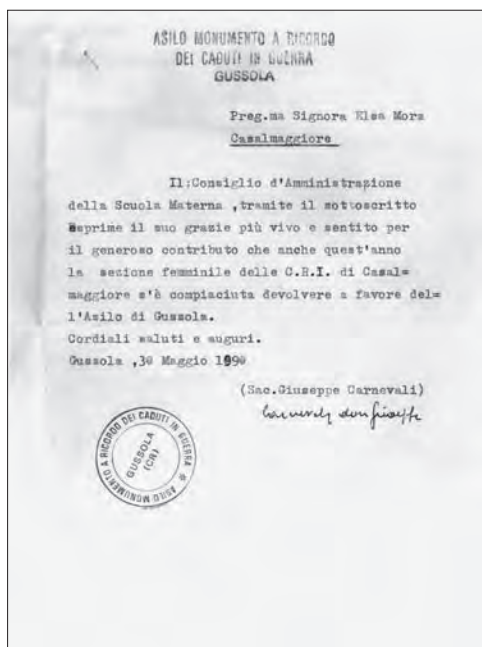 ASILO MONUMENTO A RICORDO
DEI CADUTI IN GUERRA
GUSSOLA
Preg.ma Signora Elsa Mora
Casalmaggiore
Il:Consiglio d'Amministrazione
della Scuola Materna ,tramite il sottoscritto
esprime il suo grazie più vivo e sentito per
il generoso contributo che anche quest'anno
la sezione femminile delle C.R.I. di Casal=
maggiore s'è compiaciuta devolvere a favore del=
l'Asilo di Gussola.
Cordiali saluti e auguri.
Gussola ,30 Maggio 1990
(Sac.Giuseppe Carnevali)
Carnevali don Giuseppe
ASILO MONUMENTO A RICORDO DEI CADUTI IN GUERRA
GUSSOLA
(CR)